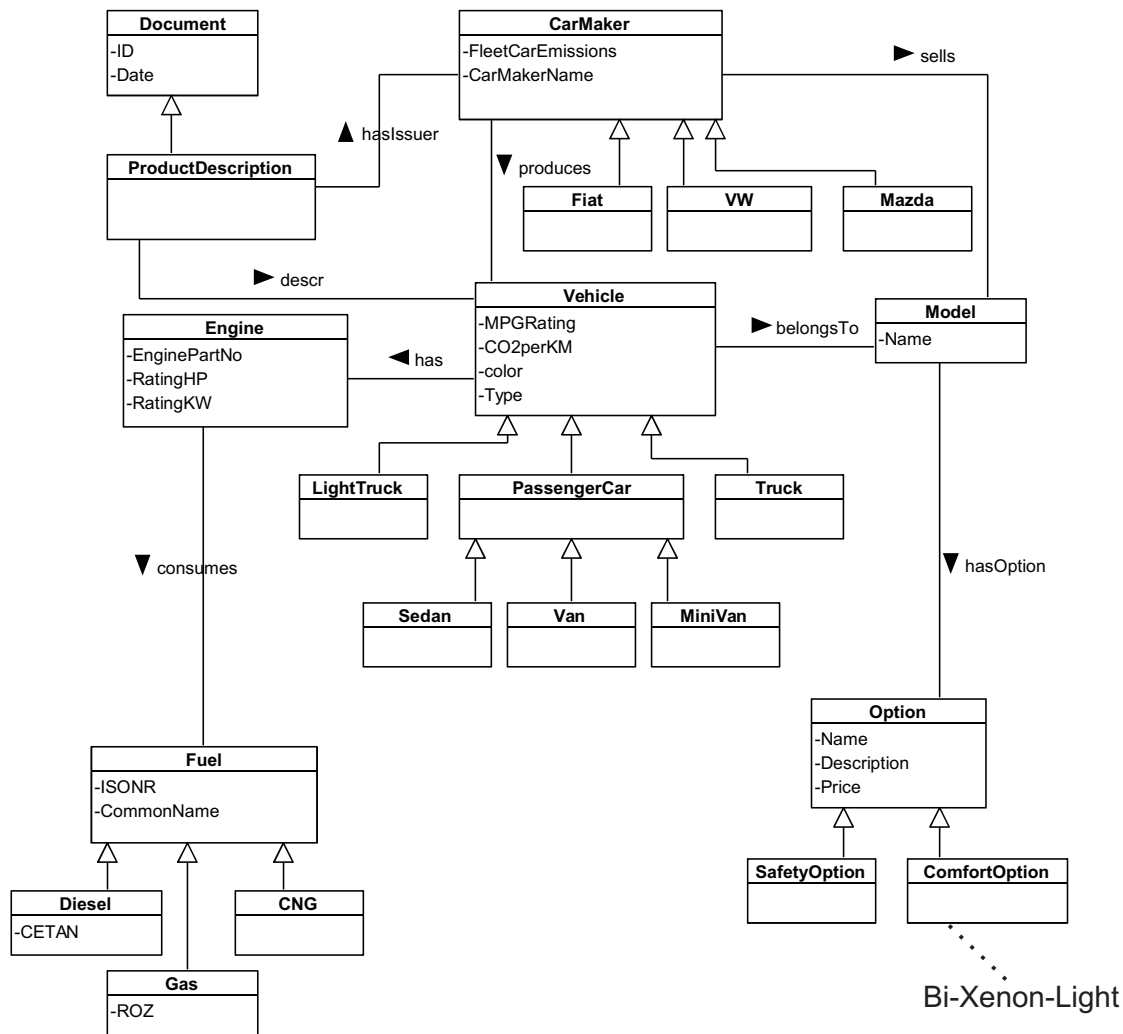 Document
-ID
-Date
CarMaker
-FleetCarEmissions
-CarMakerName
sells
hasIssuer
ProductDescription
produces
Fiat
VW
Mazda
descr
Vehicle
-MPGRating
-CO2perKM
-color
-Type
belongsTo
Model
-Name
Engine
-EnginePartNo
-RatingHP
-RatingKW
has
LightTruck
PassengerCar
Truck
consumes
hasOption
Sedan
Van
MiniVan
Option
-Name
-Description
-Price
Fuel
-ISONR
-CommonName
SafetyOption
ComfortOption
Diesel
-CETAN
CNG
Gas
-ROZ
Bi-Xenon-Light